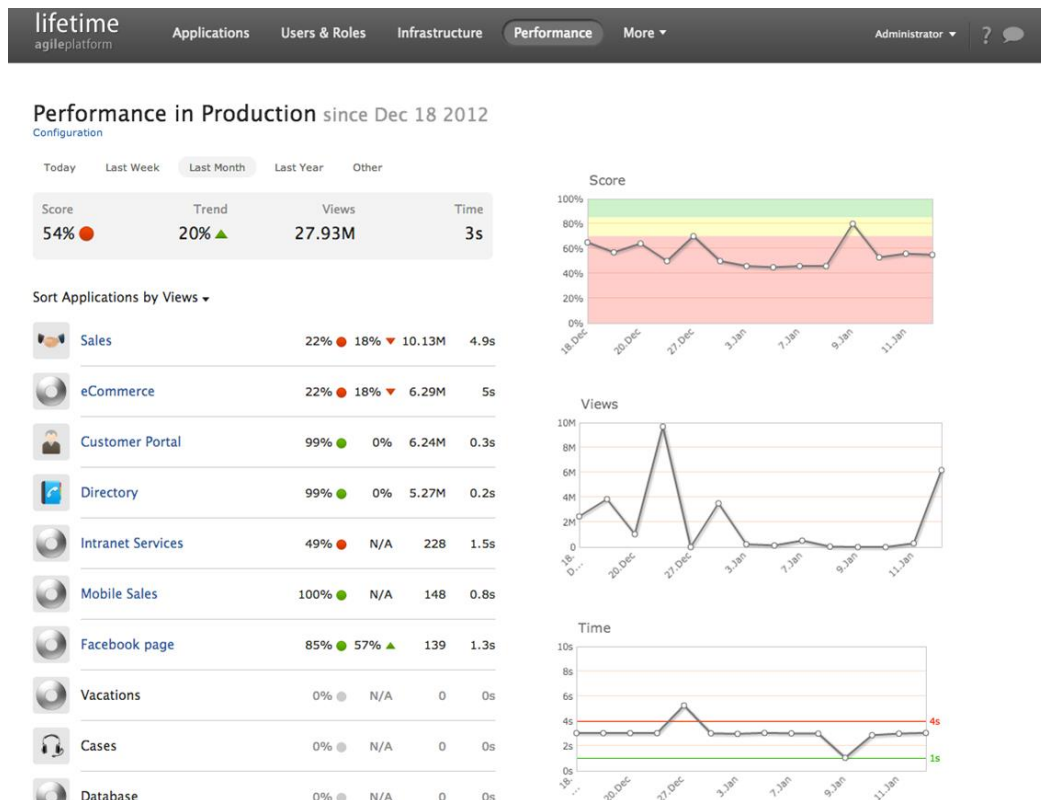 lifetime
agileplatform
Applications Users & Roles Infrastructure Performance More
Administrator ?
Performance in Production since Dec 18 2012
Configuration
Today Last Week Last Month Last Year Other
Score Trend Views Time
54% 20% 27.93M 3s
Sort Applications by Views
Sales 22% 18% 10.13M 4.9s
eCommerce 22% 18% 6.29M 5s
Customer Portal 99% 0% 6.24M 0.3s
Directory 99% 0% 5.27M 0.2s
Intranet Services 49% N/A 228 1.5s
Mobile Sales 100% N/A 148 0.8s
Facebook page 85% 57% 139 1.3s
Vacations 0% N/A 0 0s
Cases 0% N/A 0 0s
Database 0% N/A 0 0s
Score
100%
80%
60%
40%
20%
0%
18.Dec 20.Dec 27.Dec 3.Jan 7.Jan 9.Jan 11.Jan
Views
10M
8M
6M
4M
2M
0
18. D... 20.Dec 27.Dec 3.Jan 7.Jan 9.Jan 11.Jan
Time
10s
8s
6s
4s 4s
2s
1s
0s
18. ... 20.Dec 27.Dec 3.Jan 7.Jan 9.Jan 11.Jan